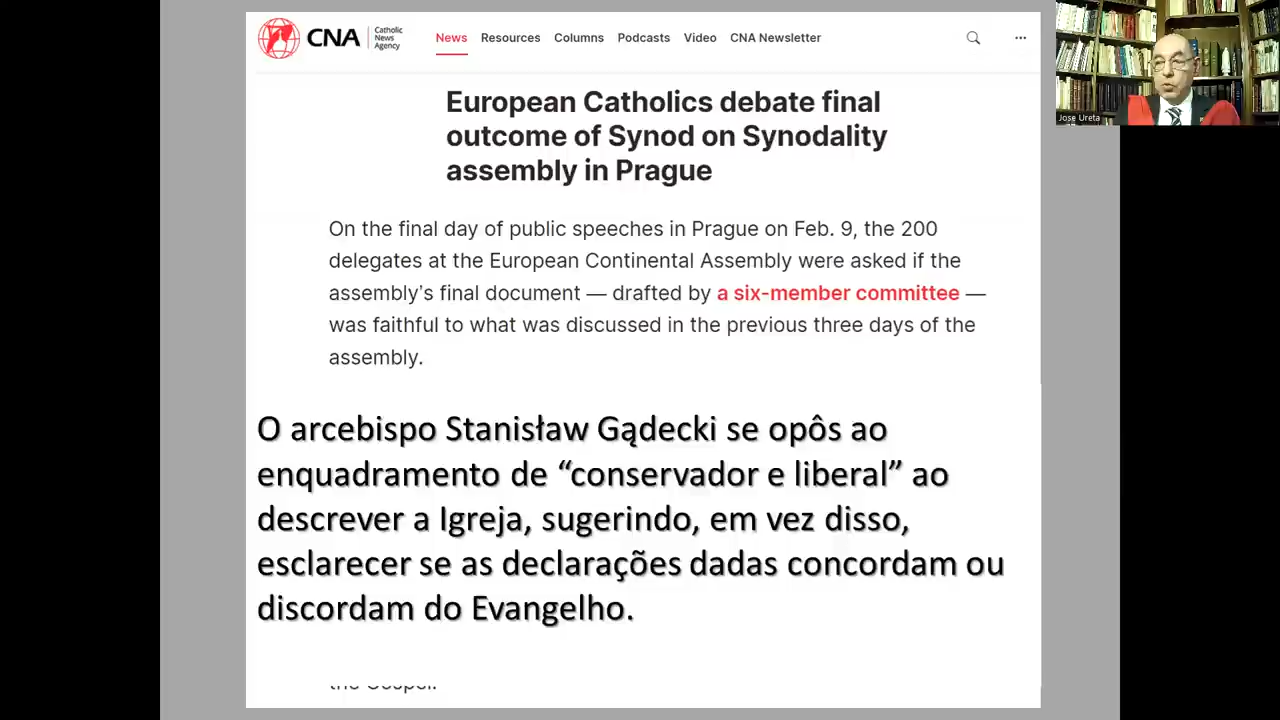 CNA
Catholic
News
Agency
News Resources Columns Podcasts Video CNA Newsletter
Jose Ureta
European Catholics debate final
outcome of Synod on Synodality
assembly in Prague
On the final day of public speeches in Prague on Feb. 9, the 200
delegates at the European Continental Assembly were asked if the
assembly’s final document — drafted by a six-member committee —
was faithful to what was discussed in the previous three days of the
assembly.
O arcebispo Stanisław Gądecki se opôs ao
enquadramento de “conservador e liberal” ao
descrever a Igreja, sugerindo, em vez disso,
esclarecer se as declarações dadas concordam ou
discordam do Evangelho.
the Gospel.